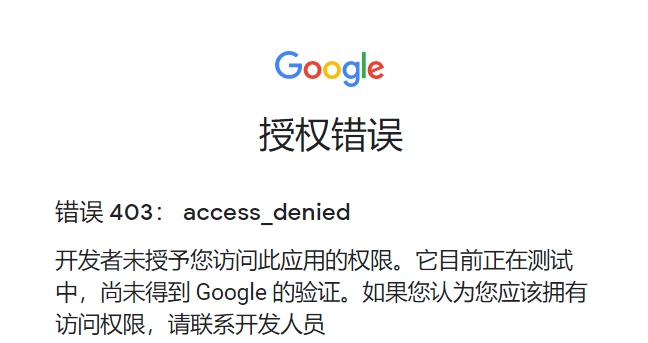 Google
授权错误
错误 403： access_denied
开发者未授予您访问此应用的权限。它目前正在测试
中，尚未得到 Google 的验证。如果您认为您应该拥有
访问权限，请联系开发人员